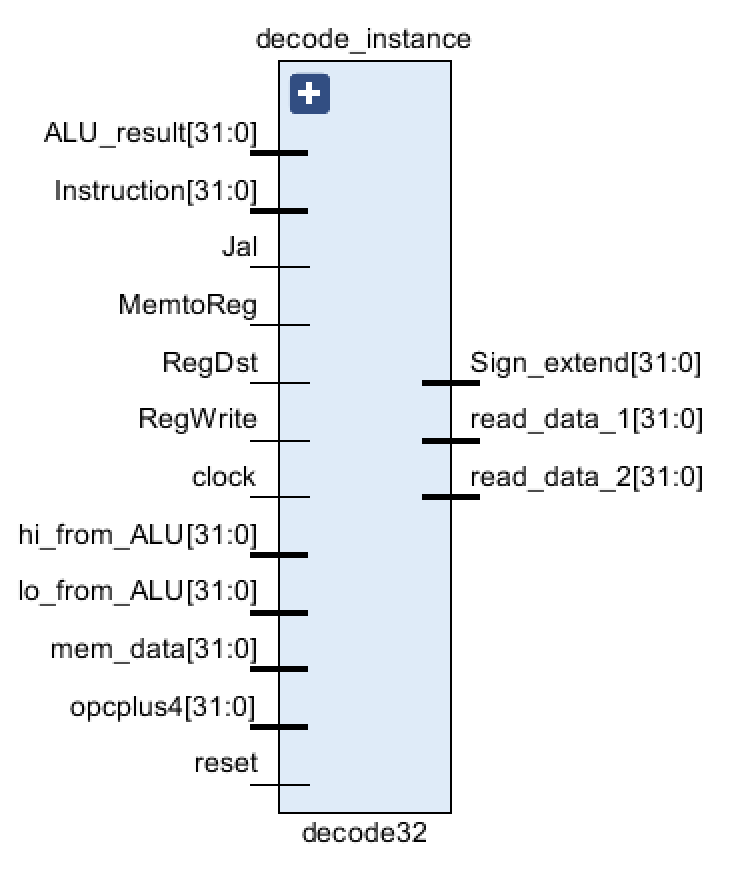 decode_instance
ALU_result[31:0]
Instruction[31:0]
Jal
MemtoReg
RegDst
Sign_extend[31:0]
RegWrite
read_data_1[31:0]
clock
read_data_2[31:0]
hi_from_ALU[31:0]
lo_from_ALU[31:0]
mem_data[31:0]
opcplus4[31:0]
reset
decode32